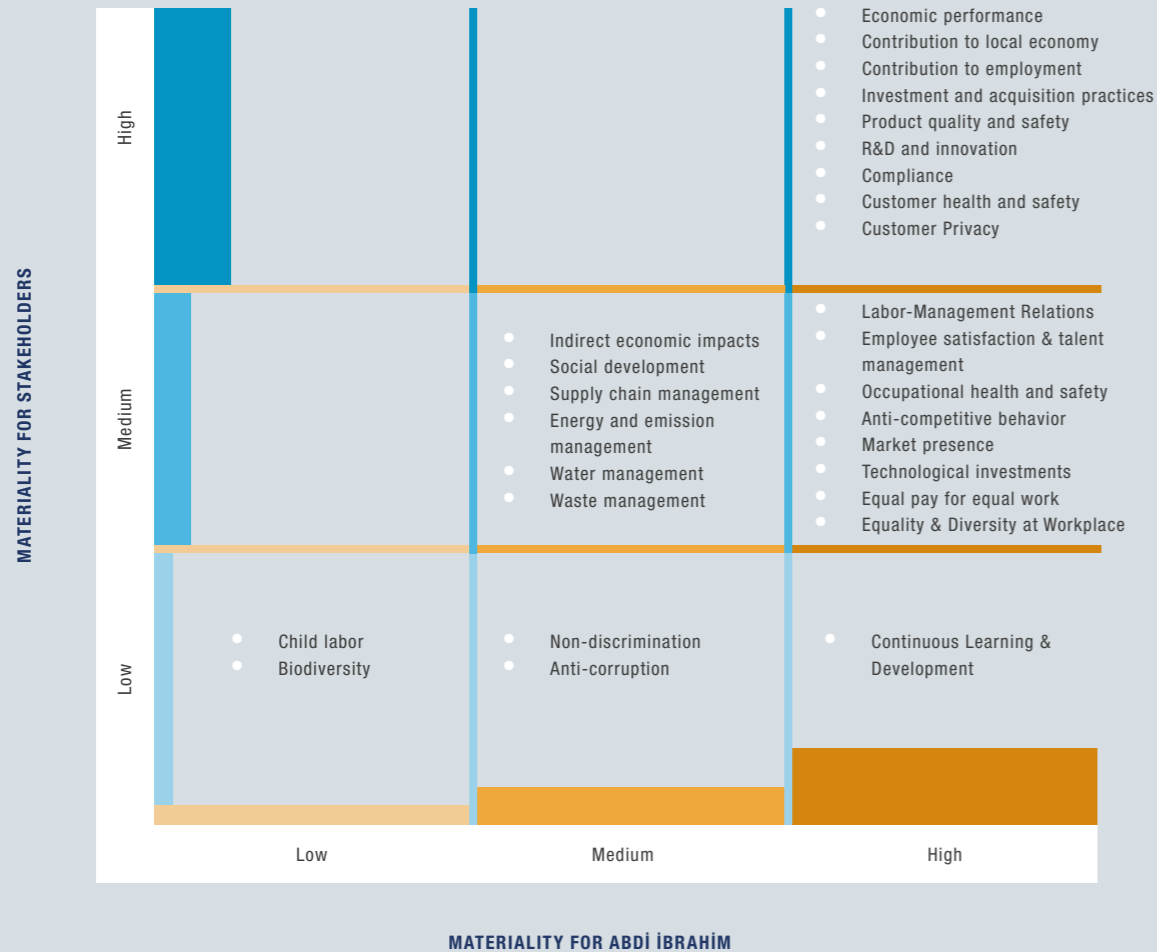 MATERIALITY FOR STAKEHOLDERS
High
Economic performance
Contribution to local economy
Contribution to employment
Investment and acquisition practices
Product quality and safety
R&D and innovation
Compliance
Customer health and safety
Customer Privacy
Medium
Indirect economic impacts
Social development
Supply chain management
Energy and emission
management
Water management
Waste management
Labor-Management Relations
Employee satisfaction & talent
management
Occupational health and safety
Anti-competitive behavior
Market presence
Technological investments
Equal pay for equal work
Equality & Diversity at Workplace
Low
Child labor
Biodiversity
Non-discrimination
Anti-corruption
Continuous Learning &
Development
Low
Medium
High
MATERIALITY FOR ABDİ İBRAHİM